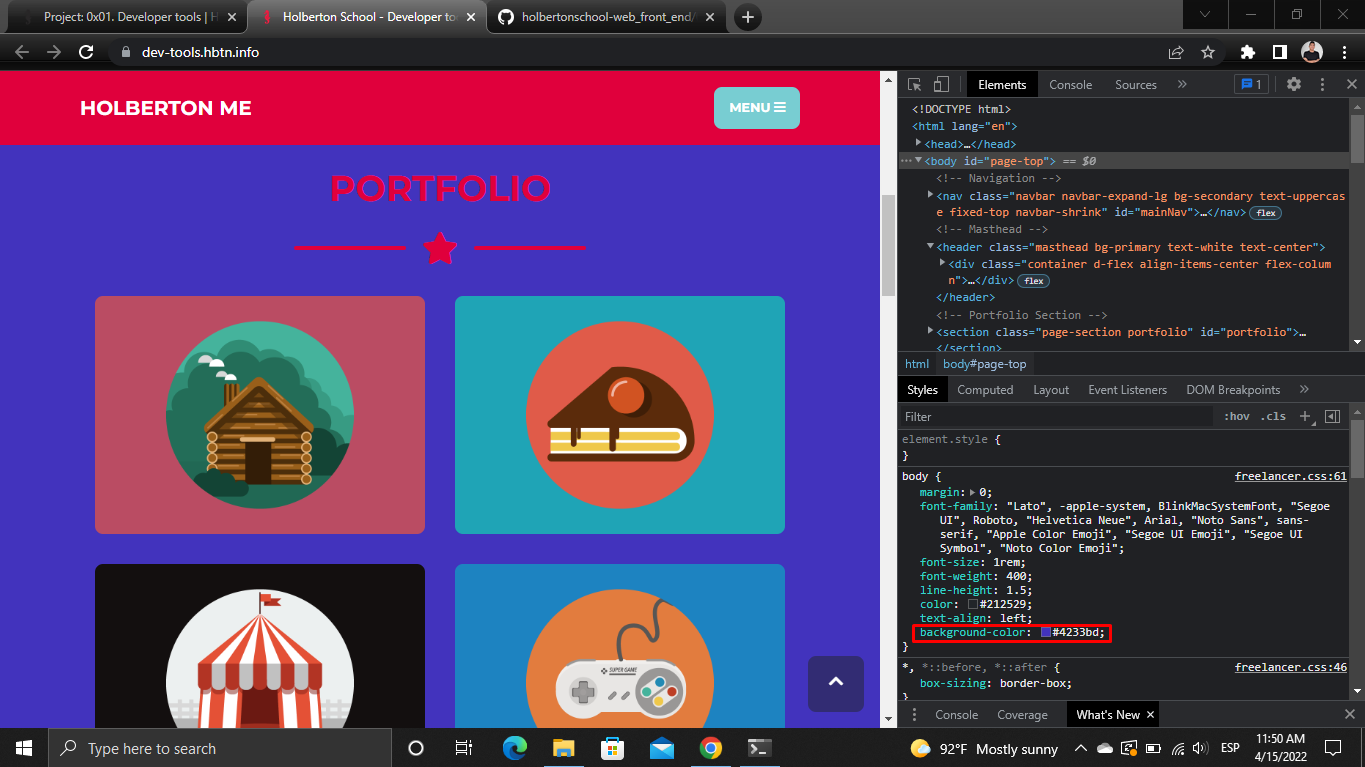 Project: 0x01. Developer tools | H
Holberton School - Developer to
holbertonschool-web_front_end/
dev-tools.hbtn.info
HOLBERTON ME
MENU
PORTFOLIO
SUPER GAME
Elements
Console
Sources
»
1
<!DOCTYPE html>
<html lang="en">
<head>…</head>
<body id="page-top"> == $0
<!-- Navigation -->
<nav class="navbar navbar-expand-lg bg-secondary text-uppercas
e fixed-top navbar-shrink" id="mainNav">…</nav> flex
<!-- Masthead -->
<header class="masthead bg-primary text-white text-center">
<div class="container d-flex align-items-center flex-colum
n">…</div> flex
</header>
<!-- Portfolio Section -->
<section class="page-section portfolio" id="portfolio">…
</section>
html body#page-top
Styles Computed Layout Event Listeners DOM Breakpoints »
Filter :hov .cls +
element.style {
}
body { freelancer.css:61
margin: 0;
font-family: "Lato", -apple-system, BlinkMacSystemFont, "Segoe
UI", Roboto, "Helvetica Neue", Arial, "Noto Sans", sans-
serif, "Apple Color Emoji", "Segoe UI Emoji", "Segoe UI
Symbol", "Noto Color Emoji";
font-size: 1rem;
font-weight: 400;
line-height: 1.5;
color: #212529;
text-align: left;
background-color: #4233bd;
}
*, *::before, *::after { freelancer.css:46
box-sizing: border-box;
}
Console Coverage What's New
Type here to search
92°F Mostly sunny
ESP
11:50 AM
4/15/2022